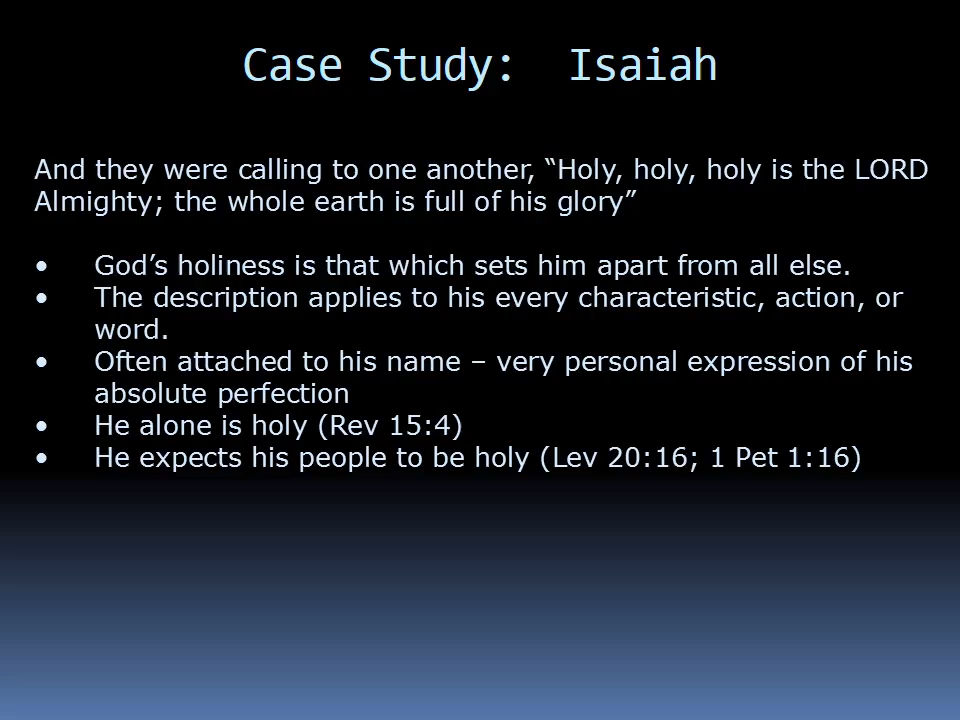 Case Study:  Isaiah
And they were calling to one another, “Holy, holy, holy is the LORD
Almighty; the whole earth is full of his glory”
• God’s holiness is that which sets him apart from all else.
• The description applies to his every characteristic, action, or
word.
• Often attached to his name – very personal expression of his
absolute perfection
• He alone is holy (Rev 15:4)
• He expects his people to be holy (Lev 20:16; 1 Pet 1:16)